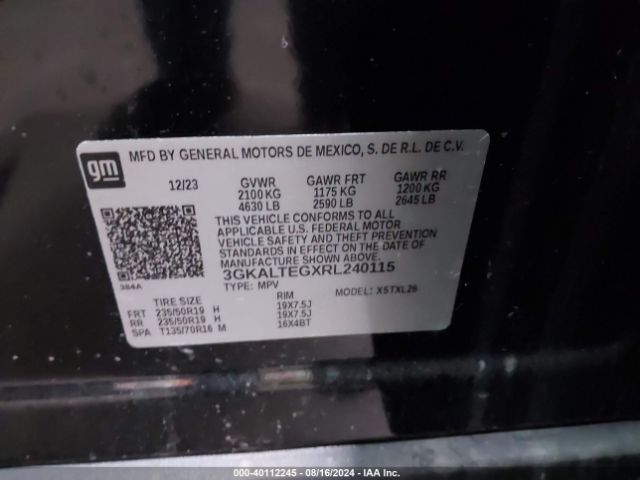 gm MFD BY GENERAL MOTORS DE MEXICO, S. DE R.L. DE C.V.
12/23 GVWR GAWR FRT GAWR RR
2100 KG 1175 KG 1200 KG
4630 LB 2590 LB 2645 LB
THIS VEHICLE CONFORMS TO ALL
APPLICABLE U.S. FEDERAL MOTOR
VEHICLE SAFETY AND THEFT PREVENTION
STANDARDS IN EFFECT ON THE DATE OF
MANUFACTURE SHOWN ABOVE.
384A 3GKALTEGXRL240115
TYPE: MPV MODEL: XSTXL26
TIRE SIZE RIM
FRT 235/50R19 H 19X7.5J
RR 235/50R19 H 19X7.5J
SPA T135/70R16 M 16X4BT
000-40112245 - 08/16/2024 - IAA Inc.